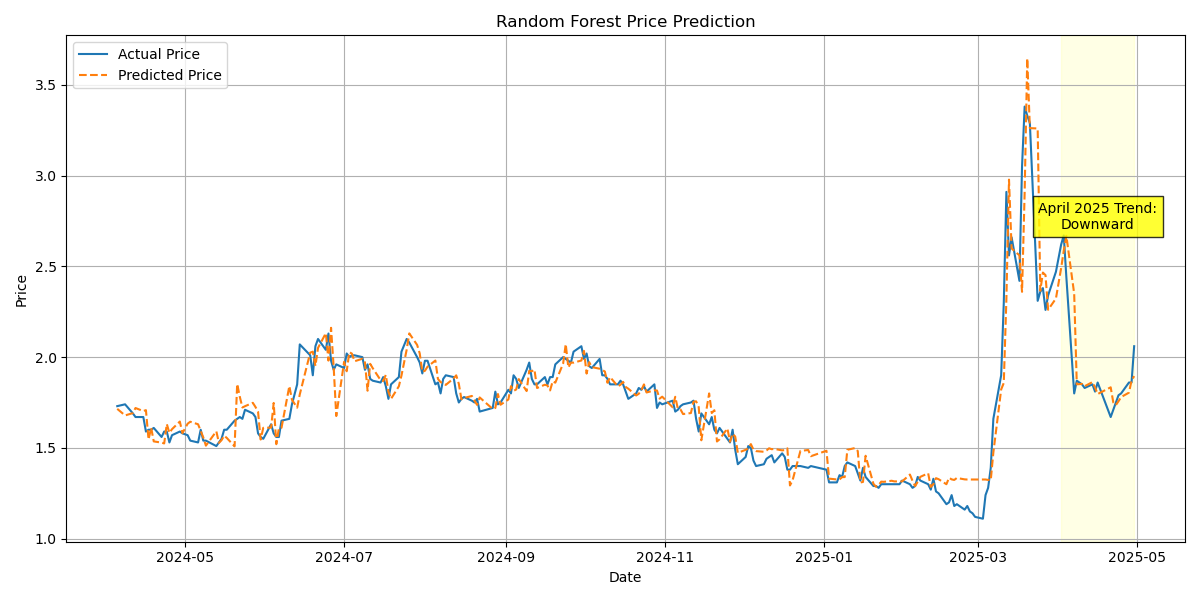 Random Forest Price Prediction
Actual Price
Predicted Price
April 2025 Trend:
Downward
Price
3.5
3.0
2.5
2.0
1.5
1.0
2024-05
2024-07
2024-09
2024-11
2025-01
2025-03
2025-05
Date